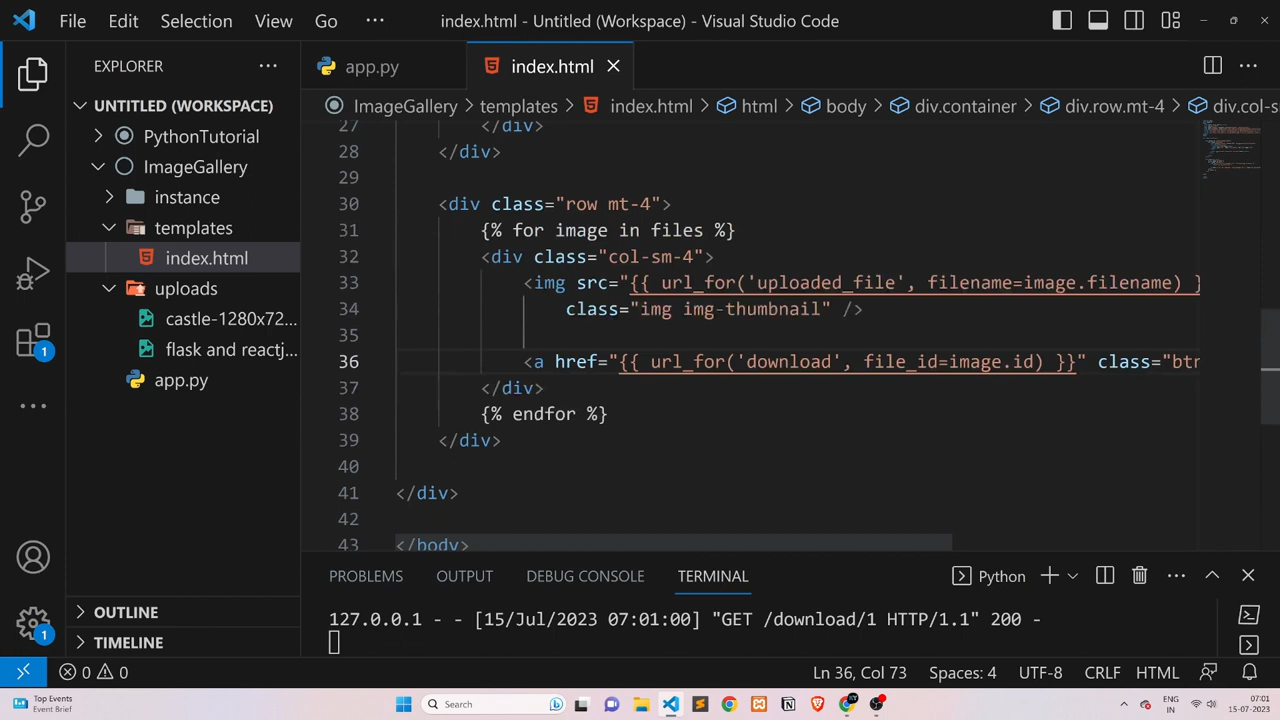 File Edit Selection View Go ··· index.html - Untitled (Workspace) - Visual Studio Code
EXPLORER ···
app.py index.html
UNTITLED (WORKSPACE)
PythonTutorial
ImageGallery
instance
templates
index.html
uploads
castle-1280x72...
flask and reactj...
app.py
OUTLINE
TIMELINE
1
1
ImageGallery > templates > index.html > html > body > div.container > div.row.mt-4 > div.col-s
27 </div>
28 </div>
29
30 <div class="row mt-4">
31 {% for image in files %}
32 <div class="col-sm-4">
33 <img src="{{ url_for('uploaded_file', filename=image.filename) }
34 class="img img-thumbnail" />
35
36 <a href="{{ url_for('download', file_id=image.id) }}" class="btn
37 </div>
38 {% endfor %}
39 </div>
40
41 </div>
42
43 </body>
PROBLEMS OUTPUT DEBUG CONSOLE TERMINAL Python
127.0.0.1 - - [15/Jul/2023 07:01:00] "GET /download/1 HTTP/1.1" 200 -
0 0 Ln 36, Col 73 Spaces: 4 UTF-8 CRLF HTML
Top Events
Event Brief
Search
ENG
IN
07:01
15-07-2023